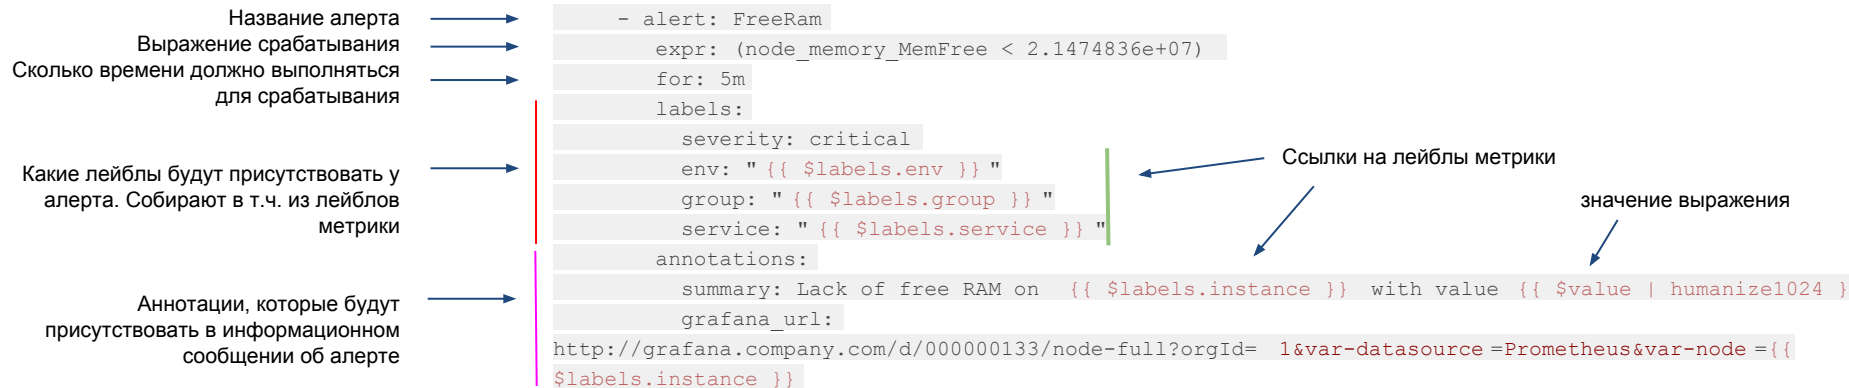 Название алерта
Выражение срабатывания
Сколько времени должно выполняться
для срабатывания
Какие лейблы будут присутствовать у
алерта. Собирают в т.ч. из лейблов
метрики
Аннотации, которые будут
присутствовать в информационном
сообщении об алерте
- alert: FreeRam
expr: (node_memory_MemFree < 2.1474836e+07)
for: 5m
labels:
severity: critical
env: "{{ $labels.env }}"
group: "{{ $labels.group }}"
service: "{{ $labels.service }}"
annotations:
summary: Lack of free RAM on {{ $labels.instance }} with value {{ $value | humanize1024 }
grafana_url:
http://grafana.company.com/d/000000133/node-full?orgId= 1&var-datasource =Prometheus&var-node ={{
$labels.instance }}
Ссылки на лейблы метрики
значение выражения